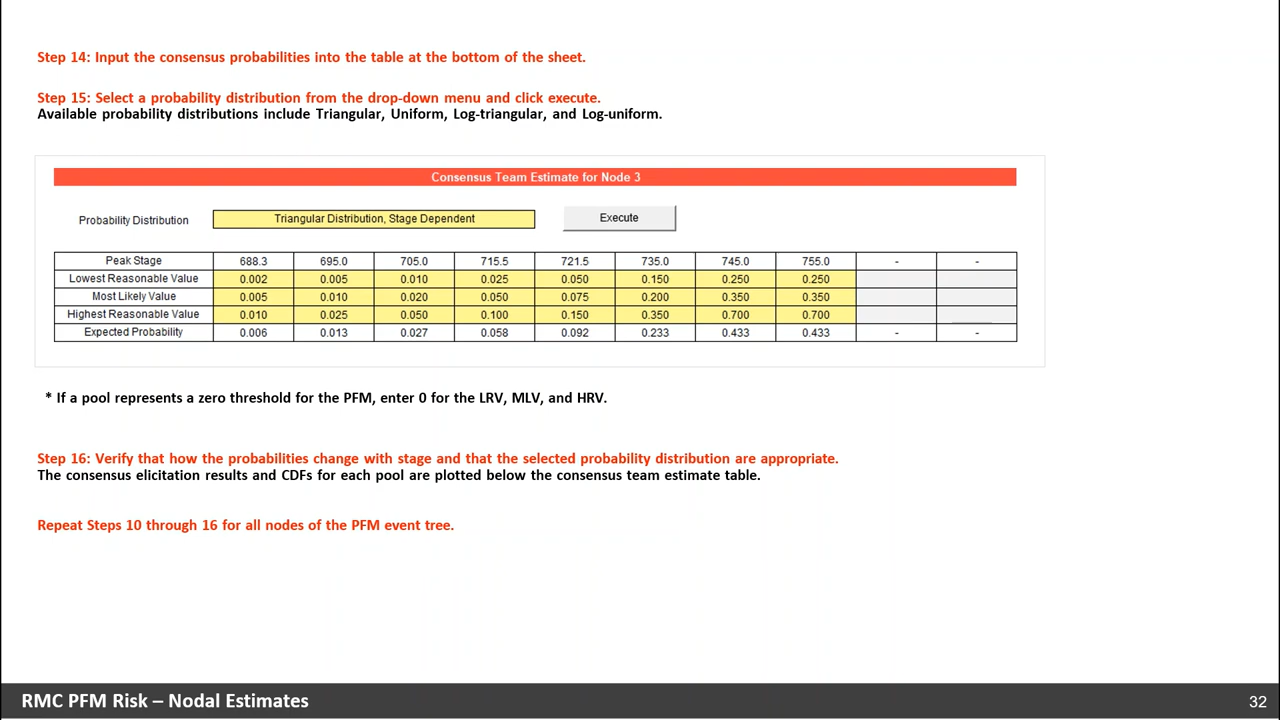 Step 14: Input the consensus probabilities into the table at the bottom of the sheet.
Step 15: Select a probability distribution from the drop-down menu and click execute.
Available probability distributions include Triangular, Uniform, Log-triangular, and Log-uniform.
Consensus Team Estimate for Node 3
Probability Distribution Triangular Distribution, Stage Dependent Execute
Peak Stage 688.3 695.0 705.0 715.5 721.5 735.0 745.0 755.0 - -
Lowest Reasonable Value 0.002 0.005 0.010 0.025 0.050 0.150 0.250 0.250
Most Likely Value 0.005 0.010 0.020 0.050 0.075 0.200 0.350 0.350
Highest Reasonable Value 0.010 0.025 0.050 0.100 0.150 0.350 0.700 0.700
Expected Probability 0.006 0.013 0.027 0.058 0.092 0.233 0.433 0.433 - -
* If a pool represents a zero threshold for the PFM, enter 0 for the LRV, MLV, and HRV.
Step 16: Verify that how the probabilities change with stage and that the selected probability distribution are appropriate.
The consensus elicitation results and CDFs for each pool are plotted below the consensus team estimate table.
Repeat Steps 10 through 16 for all nodes of the PFM event tree.
RMC PFM Risk – Nodal Estimates 32